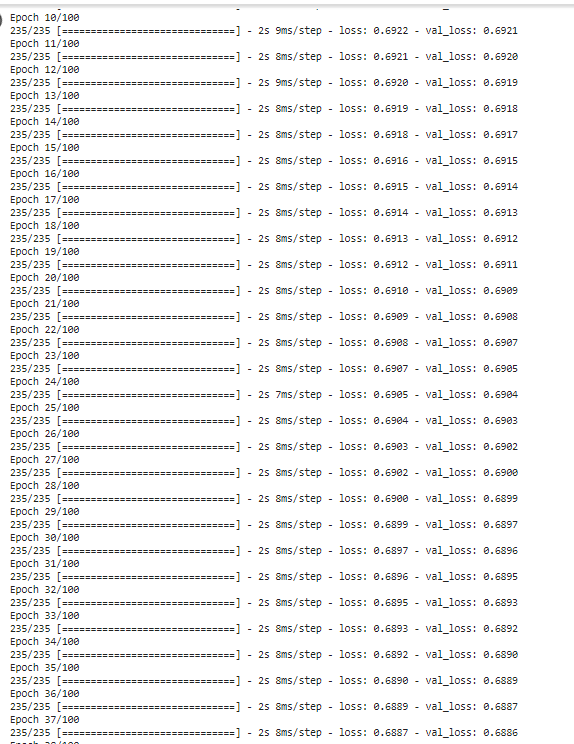 Epoch 10/100
235/235 [==============================] - 2s 9ms/step - loss: 0.6922 - val_loss: 0.6921
Epoch 11/100
235/235 [==============================] - 2s 8ms/step - loss: 0.6921 - val_loss: 0.6920
Epoch 12/100
235/235 [==============================] - 2s 9ms/step - loss: 0.6920 - val_loss: 0.6919
Epoch 13/100
235/235 [==============================] - 2s 8ms/step - loss: 0.6919 - val_loss: 0.6918
Epoch 14/100
235/235 [==============================] - 2s 8ms/step - loss: 0.6918 - val_loss: 0.6917
Epoch 15/100
235/235 [==============================] - 2s 8ms/step - loss: 0.6916 - val_loss: 0.6915
Epoch 16/100
235/235 [==============================] - 2s 8ms/step - loss: 0.6915 - val_loss: 0.6914
Epoch 17/100
235/235 [==============================] - 2s 8ms/step - loss: 0.6914 - val_loss: 0.6913
Epoch 18/100
235/235 [==============================] - 2s 8ms/step - loss: 0.6913 - val_loss: 0.6912
Epoch 19/100
235/235 [==============================] - 2s 8ms/step - loss: 0.6912 - val_loss: 0.6911
Epoch 20/100
235/235 [==============================] - 2s 8ms/step - loss: 0.6910 - val_loss: 0.6909
Epoch 21/100
235/235 [==============================] - 2s 8ms/step - loss: 0.6909 - val_loss: 0.6908
Epoch 22/100
235/235 [==============================] - 2s 8ms/step - loss: 0.6908 - val_loss: 0.6907
Epoch 23/100
235/235 [==============================] - 2s 8ms/step - loss: 0.6907 - val_loss: 0.6905
Epoch 24/100
235/235 [==============================] - 2s 7ms/step - loss: 0.6905 - val_loss: 0.6904
Epoch 25/100
235/235 [==============================] - 2s 8ms/step - loss: 0.6904 - val_loss: 0.6903
Epoch 26/100
235/235 [==============================] - 2s 8ms/step - loss: 0.6903 - val_loss: 0.6902
Epoch 27/100
235/235 [==============================] - 2s 8ms/step - loss: 0.6902 - val_loss: 0.6900
Epoch 28/100
235/235 [==============================] - 2s 8ms/step - loss: 0.6900 - val_loss: 0.6899
Epoch 29/100
235/235 [==============================] - 2s 8ms/step - loss: 0.6899 - val_loss: 0.6897
Epoch 30/100
235/235 [==============================] - 2s 8ms/step - loss: 0.6897 - val_loss: 0.6896
Epoch 31/100
235/235 [==============================] - 2s 8ms/step - loss: 0.6896 - val_loss: 0.6895
Epoch 32/100
235/235 [==============================] - 2s 8ms/step - loss: 0.6895 - val_loss: 0.6893
Epoch 33/100
235/235 [==============================] - 2s 8ms/step - loss: 0.6893 - val_loss: 0.6892
Epoch 34/100
235/235 [==============================] - 2s 8ms/step - loss: 0.6892 - val_loss: 0.6890
Epoch 35/100
235/235 [==============================] - 2s 8ms/step - loss: 0.6890 - val_loss: 0.6889
Epoch 36/100
235/235 [==============================] - 2s 8ms/step - loss: 0.6889 - val_loss: 0.6887
Epoch 37/100
235/235 [==============================] - 2s 8ms/step - loss: 0.6887 - val_loss: 0.6886